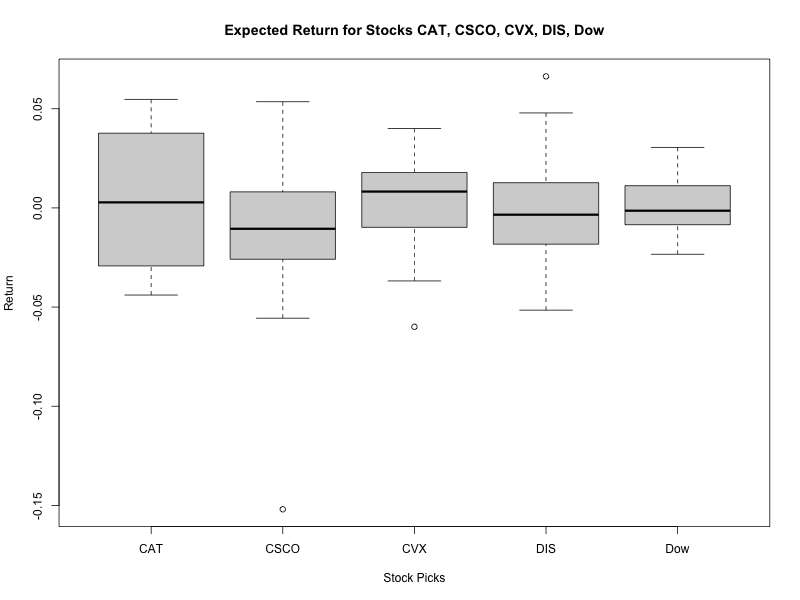 Expected Return for Stocks CAT, CSCO, CVX, DIS, Dow
0.05
0.00
-0.05
-0.10
-0.15
Return
CAT CSCO CVX DIS Dow
Stock Picks